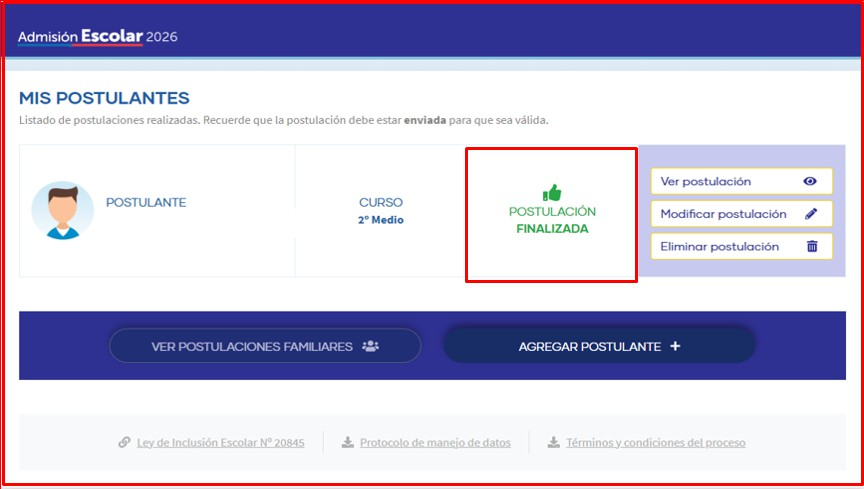 Admisión Escolar 2026
MIS POSTULANTES
Listado de postulaciones realizadas. Recuerde que la postulación debe estar enviada para que sea válida.
POSTULANTE
CURSO
2º Medio
POSTULACIÓN
FINALIZADA
Ver postulación
Modificar postulación
Eliminar postulación
VER POSTULACIONES FAMILIARES
AGREGAR POSTULANTE +
Ley de Inclusión Escolar Nº 20845
Protocolo de manejo de datos
Términos y condiciones del proceso